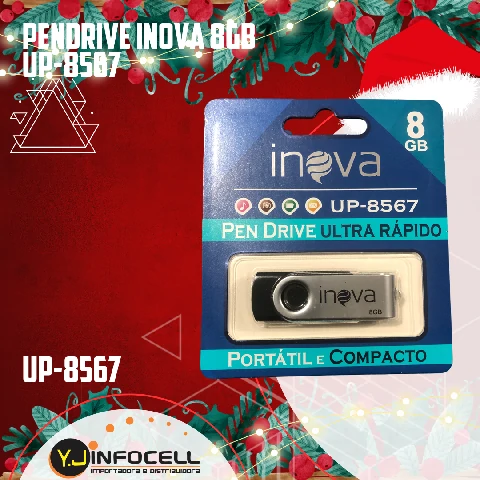 PENDRIVE INOVA 8GB
UP-8567
8
GB
inova
UP-8567
PEN DRIVE ULTRA RÁPIDO
inova
8GB
PORTÁTIL E COMPACTO
UP-8567
Y.J INFOCELL
importadora e distribuidora